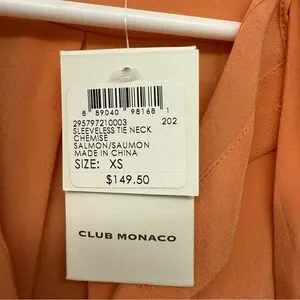 8 89040 98168 1
295797210003 202
SLEEVELESS TIE NECK
CHEMISE
SALMON/SAUMON
MADE IN CHINA
SIZE: XS
$149.50
CLUB MONACO